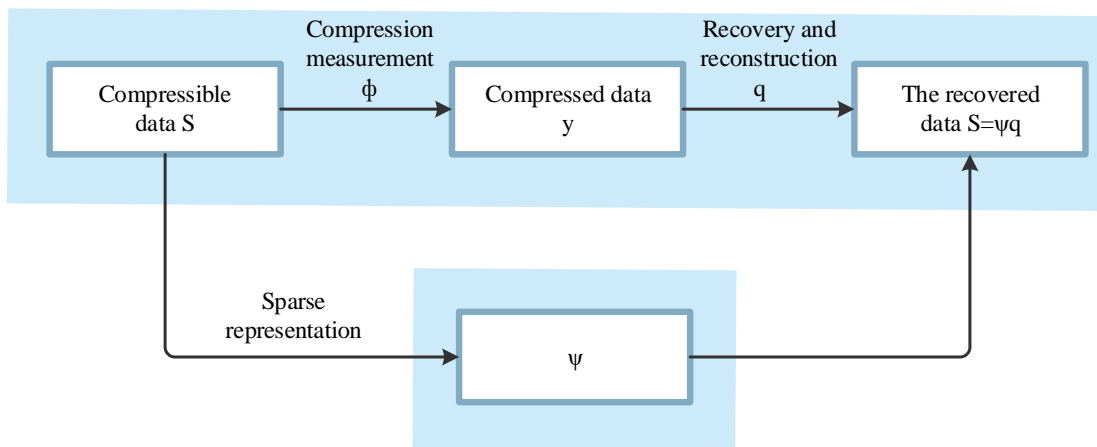 Compression
measurement
ф
Recovery and
reconstruction
q
Compressible
data S
Compressed data
y
The recovered
data S=ψq
Sparse
representation
ψ